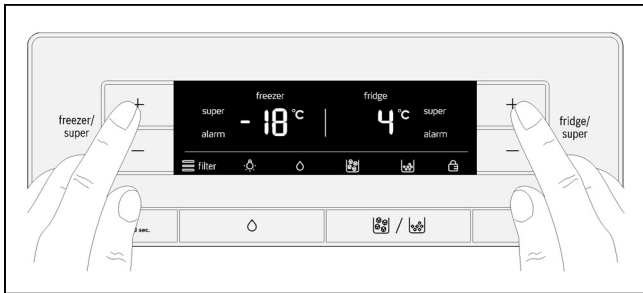 freezer/
super
+
−
freezer
super
alarm
- 18 °C
fridge
4 °C
super
alarm
filter
+
−
fridge/
super
sec.
/